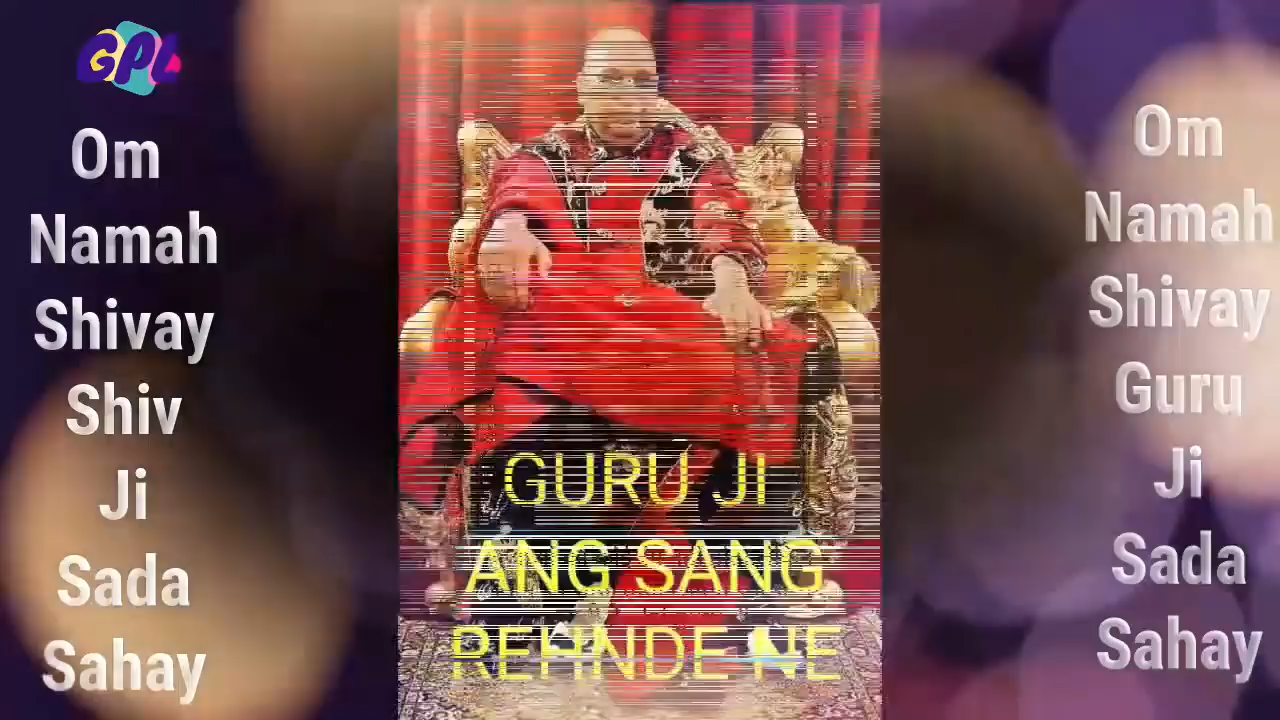 GPL
Om
Namah
Shivay
Shiv
Ji
Sada
Sahay
GURU JI
ANG SANG
REHNDE NE
Om
Namah
Shivay
Guru
Ji
Sada
Sahay